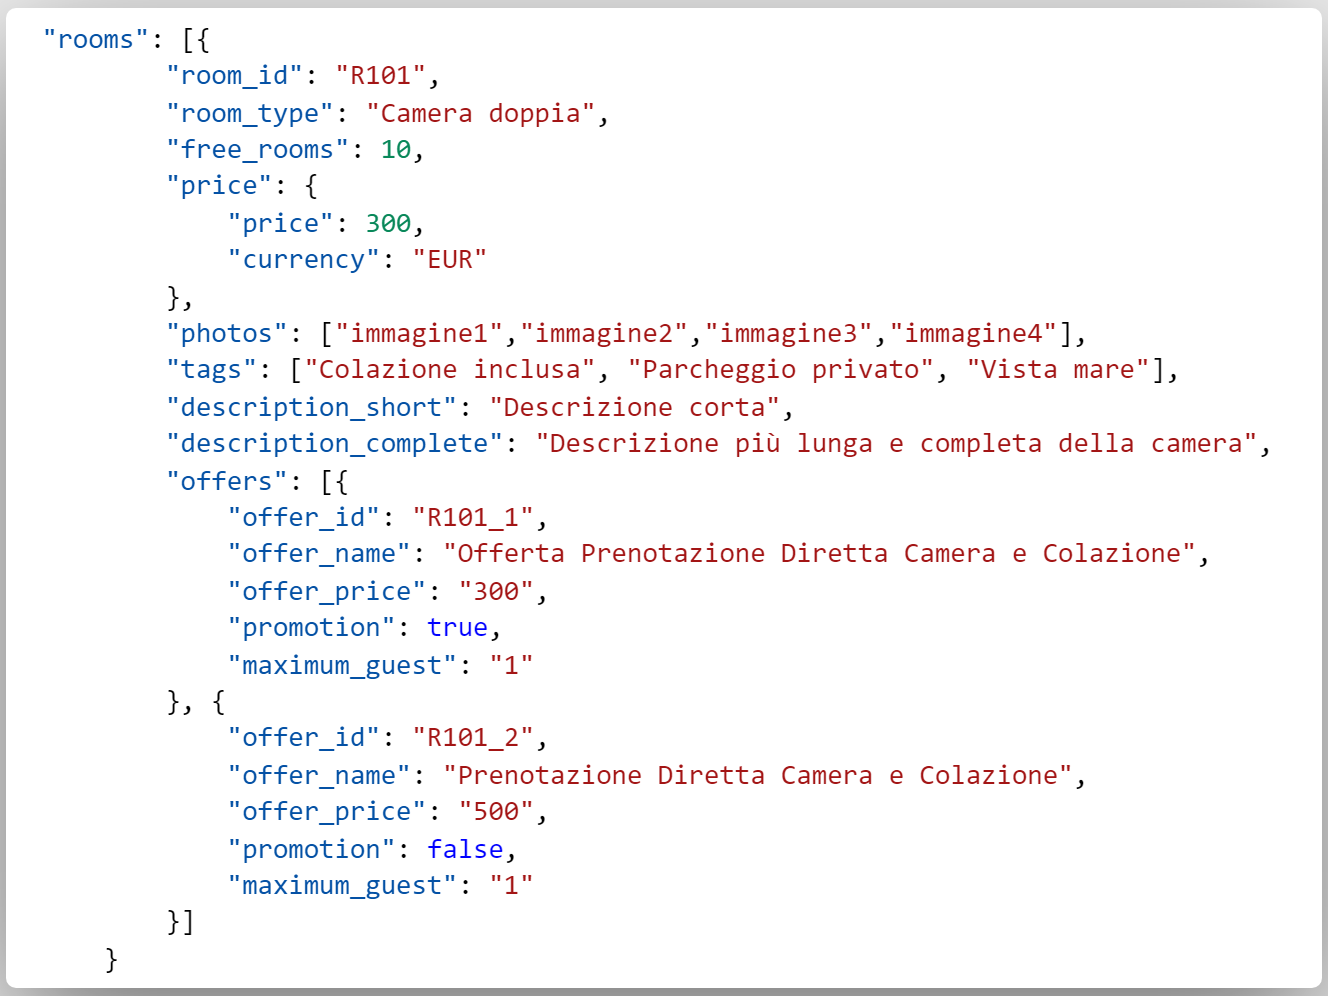 "rooms": [{
"room_id": "R101",
"room_type": "Camera doppia",
"free_rooms": 10,
"price": {
"price": 300,
"currency": "EUR"
},
"photos": ["immagine1","immagine2","immagine3","immagine4"],
"tags": ["Colazione inclusa", "Parcheggio privato", "Vista mare"],
"description_short": "Descrizione corta",
"description_complete": "Descrizione più lunga e completa della camera",
"offers": [{
"offer_id": "R101_1",
"offer_name": "Offerta Prenotazione Diretta Camera e Colazione",
"offer_price": "300",
"promotion": true,
"maximum_guest": "1"
}, {
"offer_id": "R101_2",
"offer_name": "Prenotazione Diretta Camera e Colazione",
"offer_price": "500",
"promotion": false,
"maximum_guest": "1"
}]
}